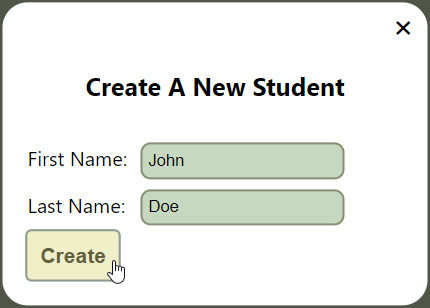 ✕
Create A New Student
First Name: John
Last Name: Doe
Create